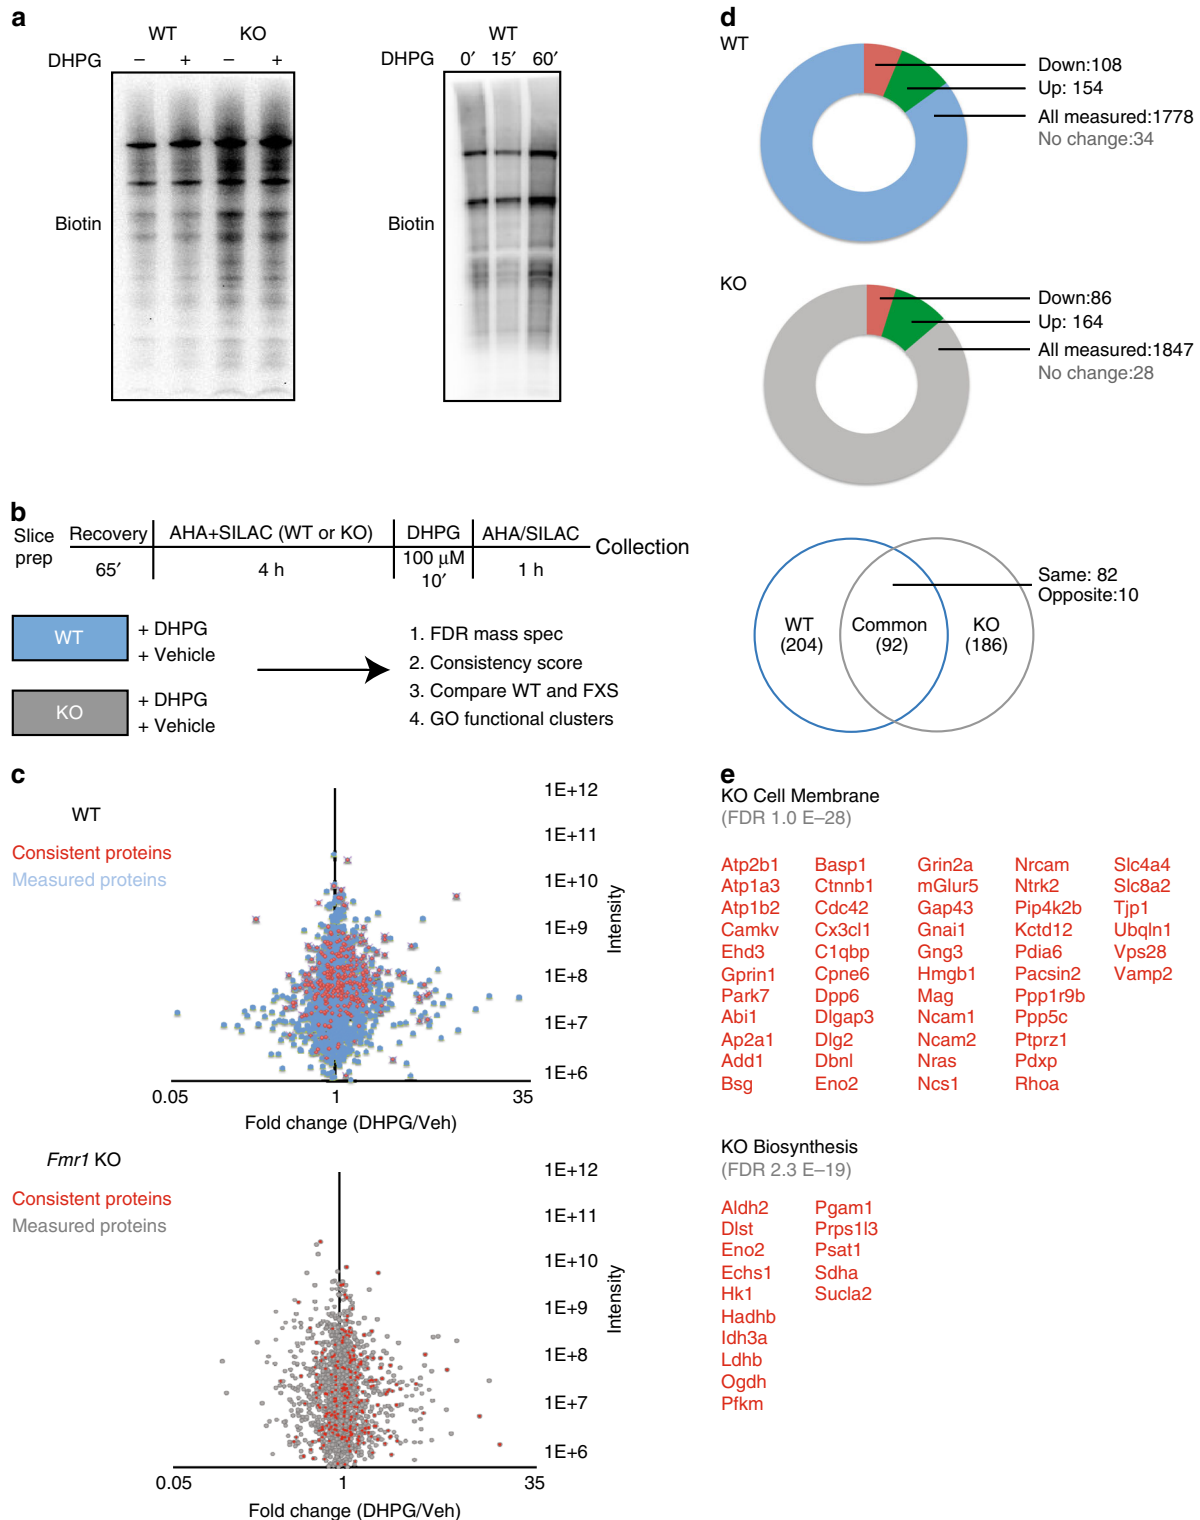 a
WT KO
DHPG – + – +
Biotin
WT
DHPG 0′ 15′ 60′
Biotin
b
Slice prep
Recovery AHA+SILAC (WT or KO) DHPG AHA/SILAC
65′ 4 h 100 μM 10′ 1 h
Collection
WT
+ DHPG
+ Vehicle
KO
+ DHPG
+ Vehicle
1. FDR mass spec
2. Consistency score
3. Compare WT and FXS
4. GO functional clusters
c
WT
Consistent proteins
Measured proteins
1E+12
1E+11
1E+10
1E+9
1E+8
1E+7
1E+6
Intensity
0.05 1 35
Fold change (DHPG/Veh)
Fmr1 KO
Consistent proteins
Measured proteins
1E+12
1E+11
1E+10
1E+9
1E+8
1E+7
1E+6
Intensity
0.05 1 35
Fold change (DHPG/Veh)
d
WT
Down:108
Up: 154
All measured:1778
No change:34
KO
Down:86
Up: 164
All measured:1847
No change:28
Same: 82
Opposite:10
WT Common KO
(204) (92) (186)
e
KO Cell Membrane
(FDR 1.0 E–28)
Atp2b1 Basp1 Grin2a Nrcam Slc4a4
Atp1a3 Ctnnb1 mGlur5 Ntrk2 Slc8a2
Atp1b2 Cdc42 Gap43 Pip4k2b Tjp1
Camkv Cx3cl1 Gnai1 Kctd12 Ubqln1
Ehd3 C1qbp Gng3 Pdia6 Vps28
Gprin1 Cpne6 Hmgb1 Pacsin2 Vamp2
Park7 Dpp6 Mag Ppp1r9b
Abi1 Dlgap3 Ncam1 Ppp5c
Ap2a1 Dlg2 Ncam2 Ptprz1
Add1 Dbnl Nras Pdxp
Bsg Eno2 Ncs1 Rhoa
KO Biosynthesis
(FDR 2.3 E–19)
Aldh2 Pgam1
Dlst Prps1l3
Eno2 Psat1
Echs1 Sdha
Hk1 Sucla2
Hadhb
Idh3a
Ldhb
Ogdh
Pfkm